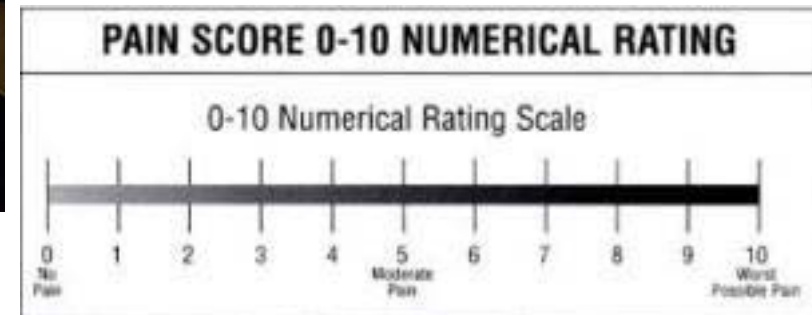 PAIN SCORE 0-10 NUMERICAL RATING
0-10 Numerical Rating Scale
0 1 2 3 4 5 6 7 8 9 10
No Moderate Worst
Pain Pain Possible Pain